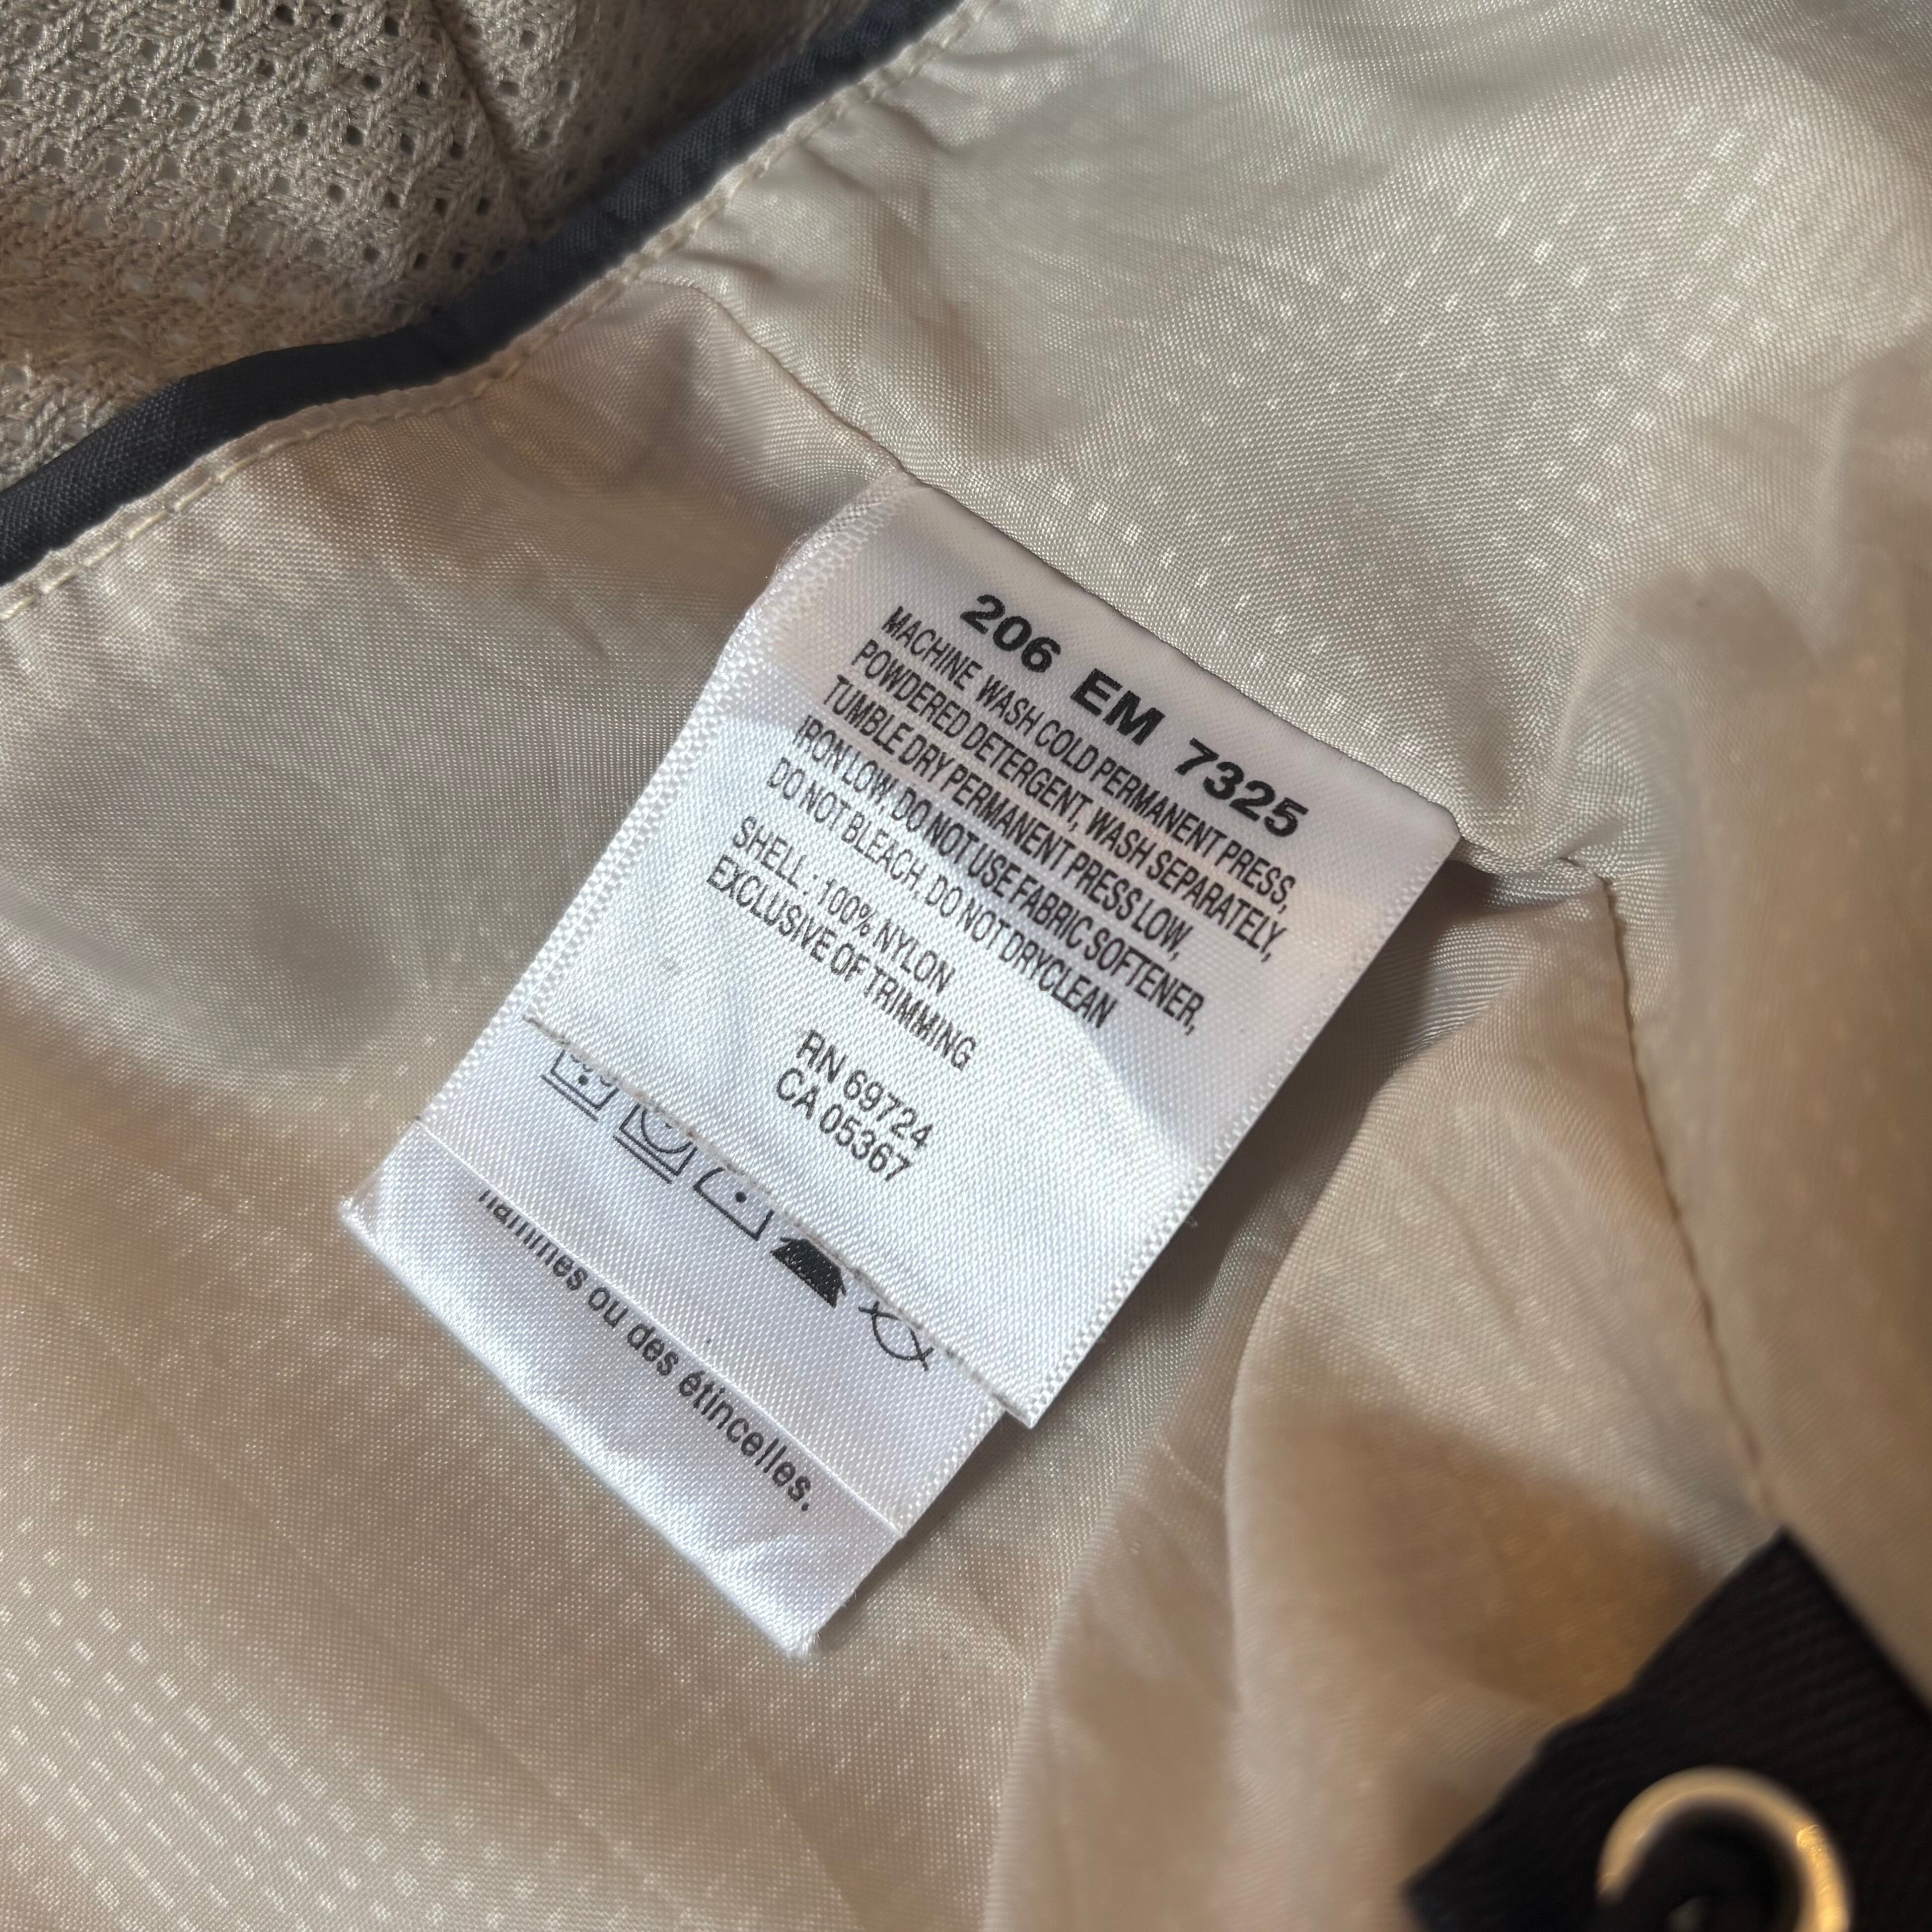 206 EM 7325
MACHINE WASH COLD PERMANENT PRESS,
POWDERED DETERGENT, WASH SEPARATELY,
TUMBLE DRY PERMANENT PRESS LOW,
IRON LOW, DO NOT USE FABRIC SOFTENER,
DO NOT BLEACH, DO NOT DRYCLEAN
SHELL : 100% NYLON
EXCLUSIVE OF TRIMMING
RN 69724
CA 05367
flammes ou des étincelles.